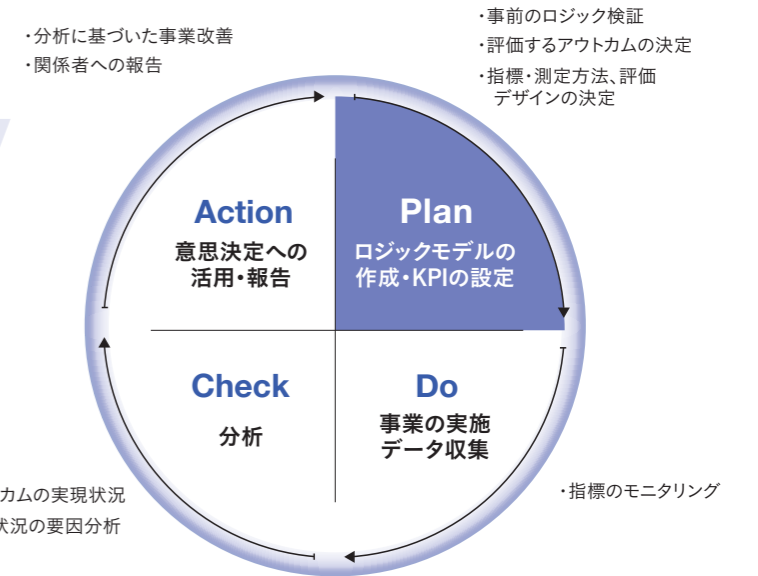 ・分析に基づいた事業改善
・関係者への報告
・事前のロジック検証
・評価するアウトカムの決定
・指標・測定方法、評価
デザインの決定
Action
意思決定への
活用・報告
Plan
ロジックモデルの
作成・KPIの設定
Check
分析
Do
事業の実施
データ収集
カムの実現状況
状況の要因分析
・指標のモニタリング